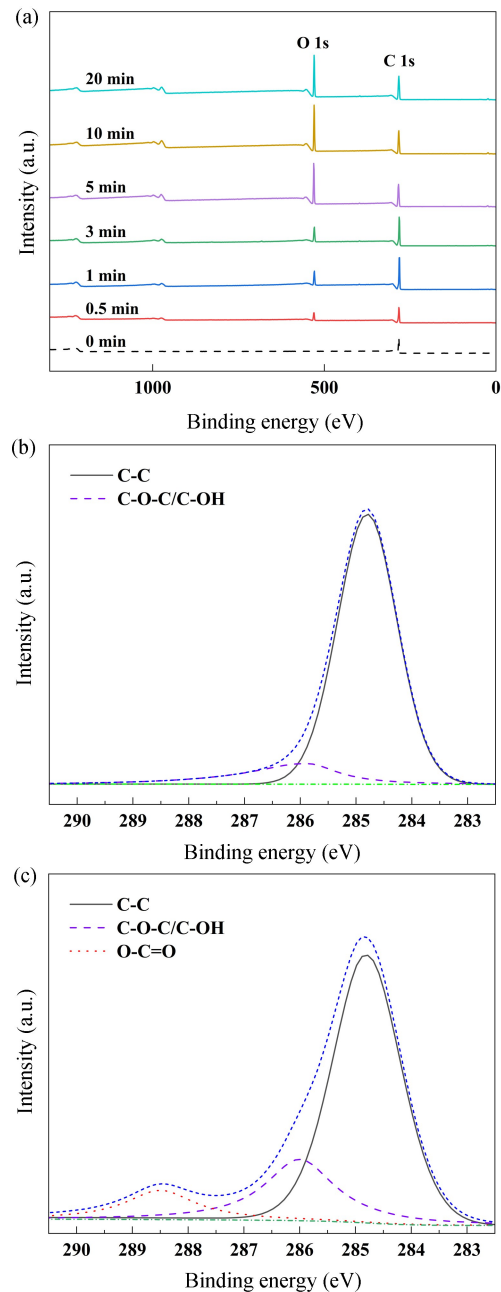 (a)
O 1s
C 1s
20 min
10 min
5 min
3 min
1 min
0.5 min
0 min
Intensity (a.u.)
1000 500 0
Binding energy (eV)
(b)
C-C
C-O-C/C-OH
Intensity (a.u.)
290 289 288 287 286 285 284 283
Binding energy (eV)
(c)
C-C
C-O-C/C-OH
O-C=O
Intensity (a.u.)
290 289 288 287 286 285 284 283
Binding energy (eV)